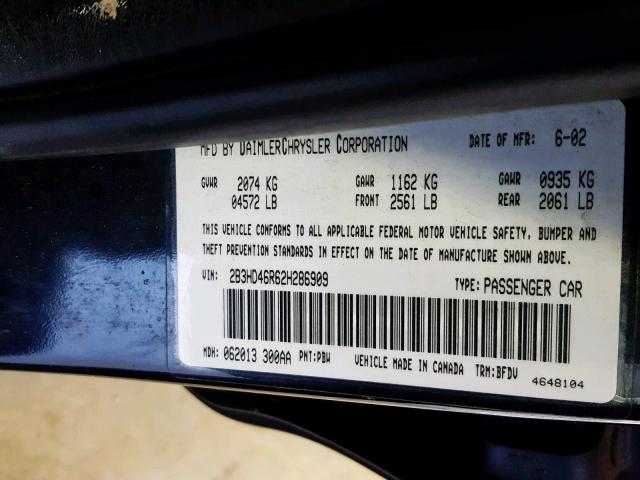 MFD BY DAIMLERCHRYSLER CORPORATION DATE OF MFR: 6-02
GVWR 2074 KG GAWR 1162 KG GAWR 0935 KG
04572 LB FRONT 2561 LB REAR 2061 LB
THIS VEHICLE CONFORMS TO ALL APPLICABLE FEDERAL MOTOR VEHICLE SAFETY, BUMPER AND
THEFT PREVENTION STANDARDS IN EFFECT ON THE DATE OF MANUFACTURE SHOWN ABOVE.
VIN: 2B3HD46R62H286909 TYPE: PASSENGER CAR
MDH: 062013 300AA PNT: PBW VEHICLE MADE IN CANADA TRM: BFDV
4648104